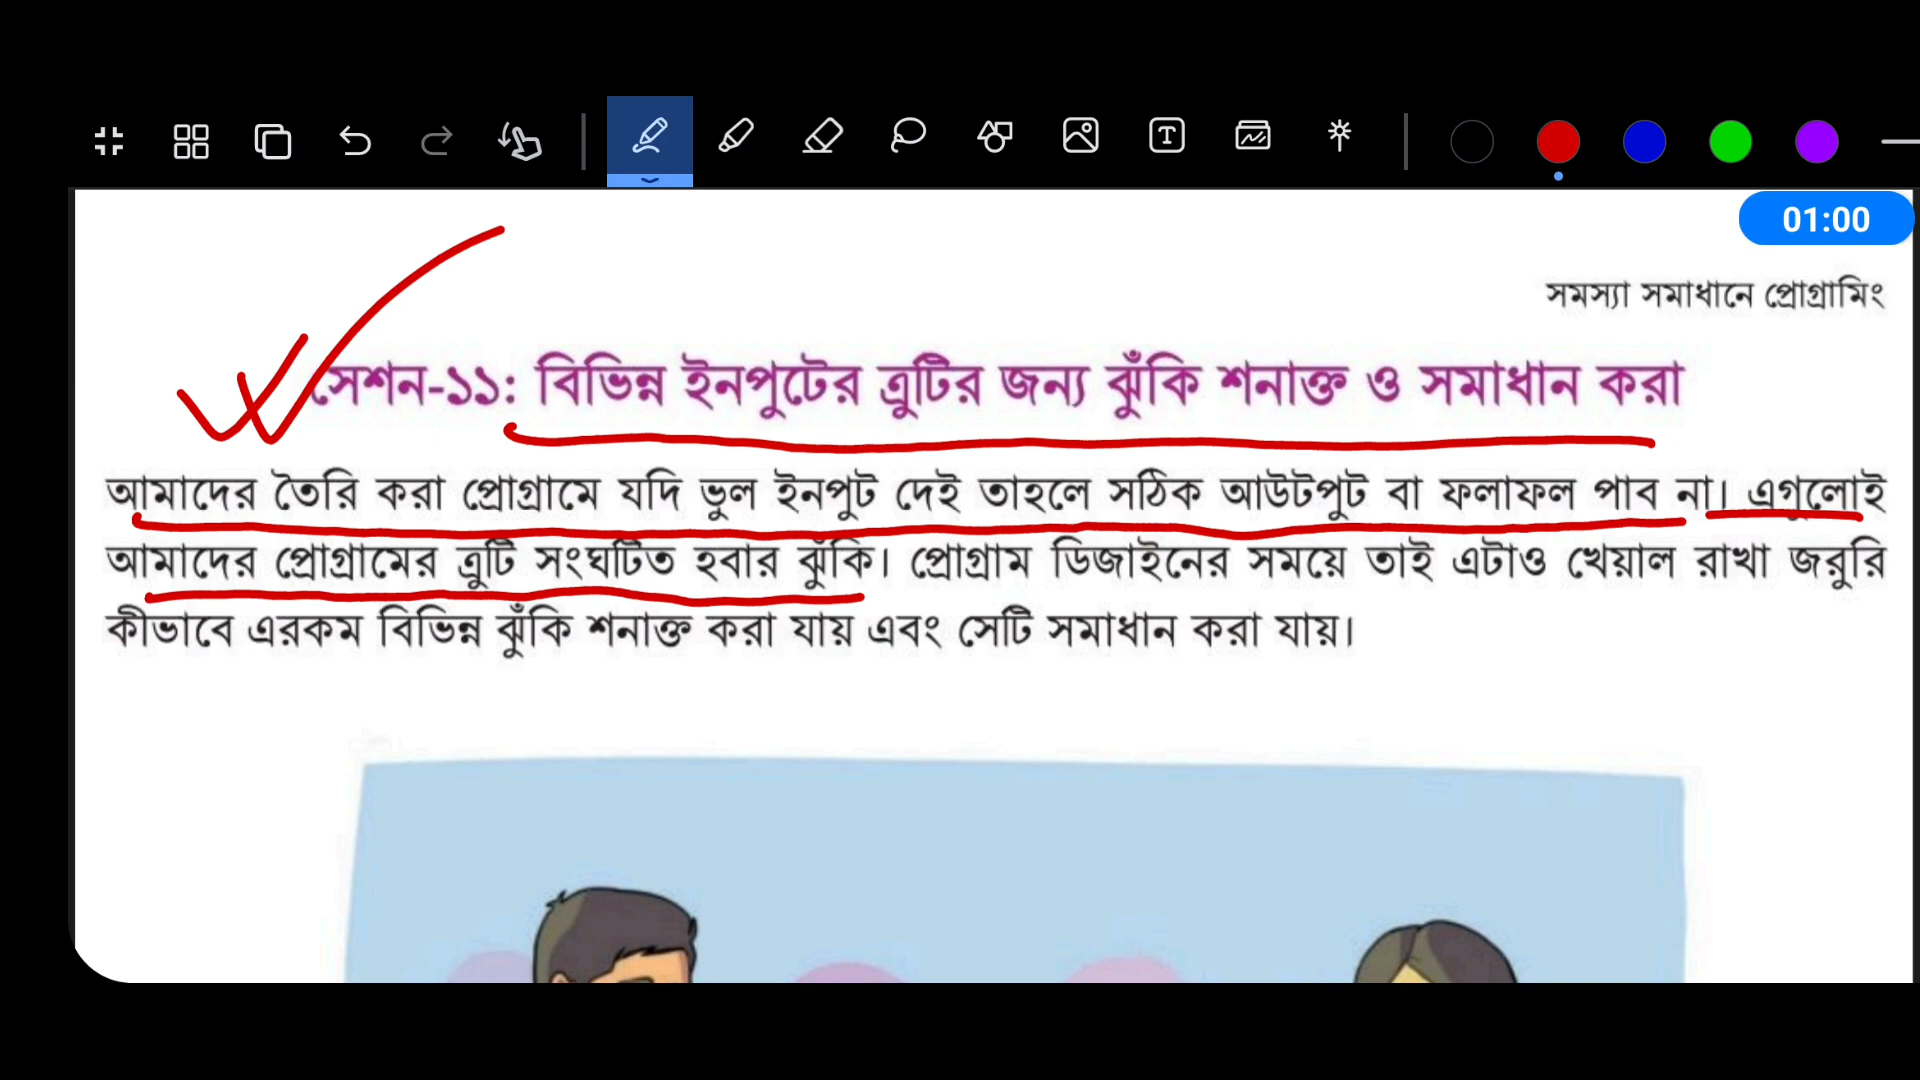 01:00
সমস্যা সমাধানে প্রোগ্রামিং
সেশন-১১: বিভিন্ন ইনপুটের ত্রুটির জন্য ঝুঁকি শনাক্ত ও সমাধান করা
আমাদের তৈরি করা প্রোগ্রামে যদি ভুল ইনপুট দেই তাহলে সঠিক আউটপুট বা ফলাফল পাব না। এগুলোই
আমাদের প্রোগ্রামের ত্রুটি সংঘটিত হবার ঝুঁকি। প্রোগ্রাম ডিজাইনের সময়ে তাই এটাও খেয়াল রাখা জরুরি
কীভাবে এরকম বিভিন্ন ঝুঁকি শনাক্ত করা যায় এবং সেটি সমাধান করা যায়।